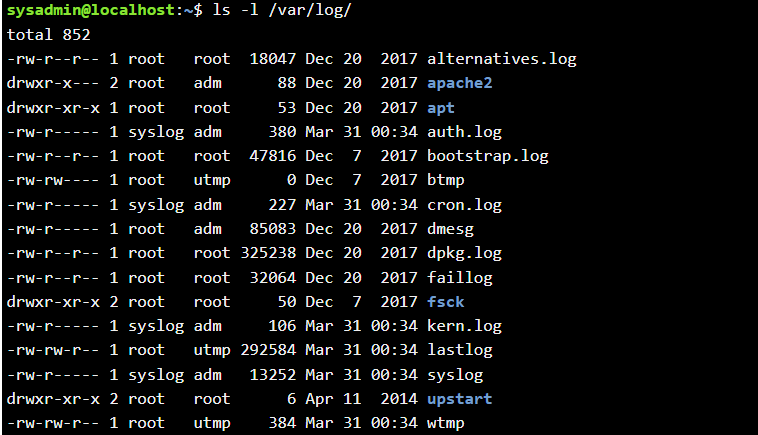 sysadmin@localhost:~$ ls -l /var/log/
total 852
-rw-r--r-- 1 root   root  18047 Dec 20  2017 alternatives.log
drwxr-x--- 2 root   adm      88 Dec 20  2017 apache2
drwxr-xr-x 1 root   root     53 Dec 20  2017 apt
-rw-r----- 1 syslog adm     380 Mar 31 00:34 auth.log
-rw-r--r-- 1 root   root  47816 Dec  7  2017 bootstrap.log
-rw-rw---- 1 root   utmp      0 Dec  7  2017 btmp
-rw-r----- 1 syslog adm     227 Mar 31 00:34 cron.log
-rw-r----- 1 root   adm   85083 Dec 20  2017 dmesg
-rw-r--r-- 1 root   root 325238 Dec 20  2017 dpkg.log
-rw-r--r-- 1 root   root  32064 Dec 20  2017 faillog
drwxr-xr-x 2 root   root     50 Dec  7  2017 fsck
-rw-r----- 1 syslog adm     106 Mar 31 00:34 kern.log
-rw-rw-r-- 1 root   utmp 292584 Mar 31 00:34 lastlog
-rw-r----- 1 syslog adm   13252 Mar 31 00:34 syslog
drwxr-xr-x 2 root   root      6 Apr 11  2014 upstart
-rw-rw-r-- 1 root   utmp    384 Mar 31 00:34 wtmp